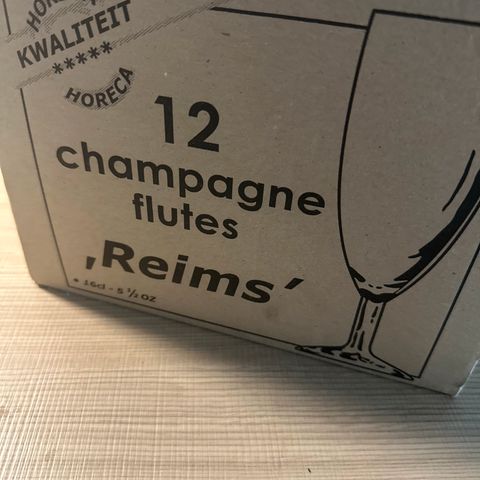 KWALITEIT
*****
HORECA
12
champagne
flutes
‚Reims′
• 16cl - 5 ½ OZ